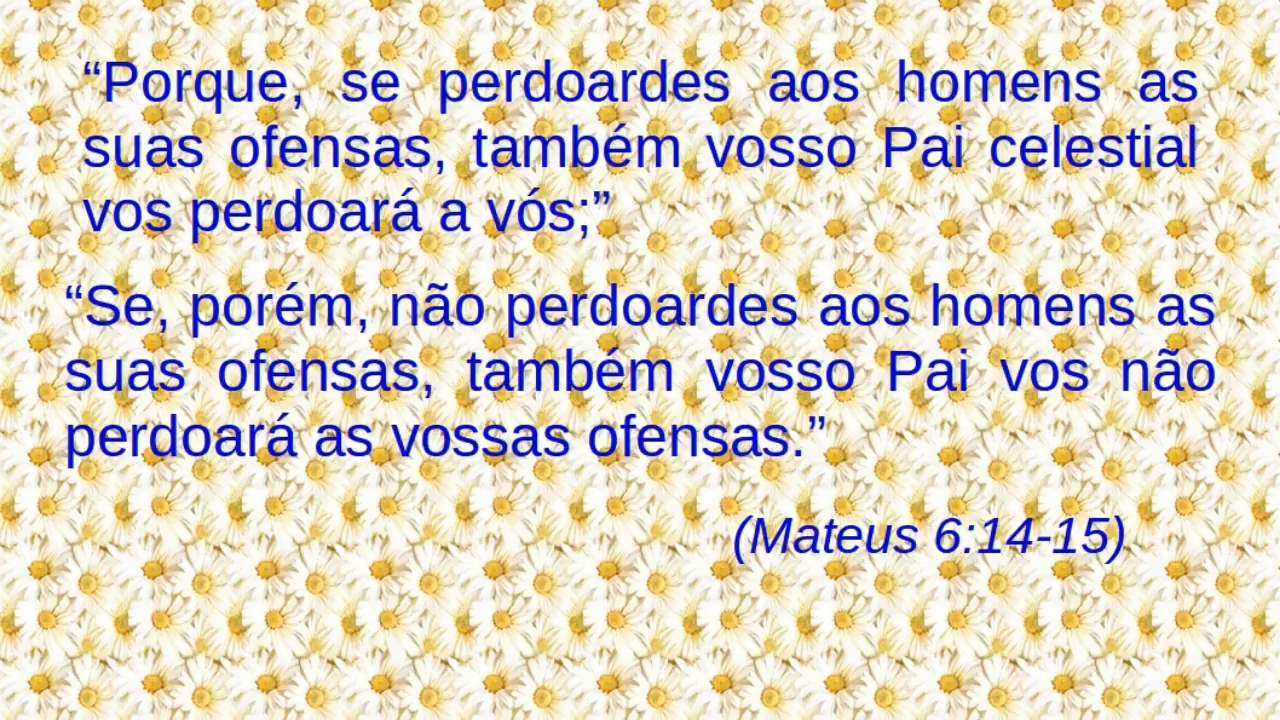 “Porque, se perdoardes aos homens as
suas ofensas, também vosso Pai celestial
vos perdoará a vós;”
“Se, porém, não perdoardes aos homens as
suas ofensas, também vosso Pai vos não
perdoará as vossas ofensas.”
(Mateus 6:14-15)